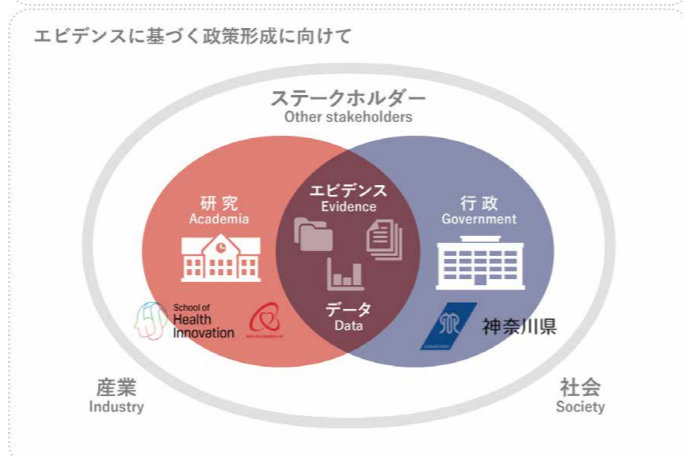 エビデンスに基づく政策形成に向けて
ステークホルダー
Other stakeholders
研究
Academia
エビデンス
Evidence
行政
Government
School of
Health
Innovation
データ
Data
神奈川県
産業
Industry
社会
Society